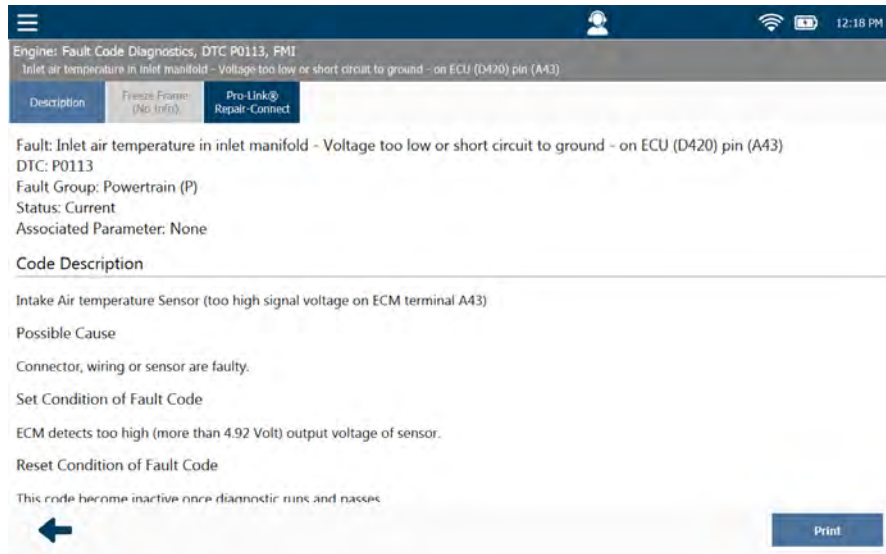 12:18 PM
Engine: Fault Code Diagnostics, DTC P0113, FMI
Inlet air temperature in inlet manifold - Voltage too low or short circuit to ground - on ECU (D420) pin (A43)
Description
Freeze Frame
(No Info)
Pro-Link®
Repair-Connect
Fault: Inlet air temperature in inlet manifold - Voltage too low or short circuit to ground - on ECU (D420) pin (A43)
DTC: P0113
Fault Group: Powertrain (P)
Status: Current
Associated Parameter: None
Code Description
Intake Air temperature Sensor (too high signal voltage on ECM terminal A43)
Possible Cause
Connector, wiring or sensor are faulty.
Set Condition of Fault Code
ECM detects too high (more than 4.92 Volt) output voltage of sensor.
Reset Condition of Fault Code
This code become inactive once diagnostic runs and passes
Print